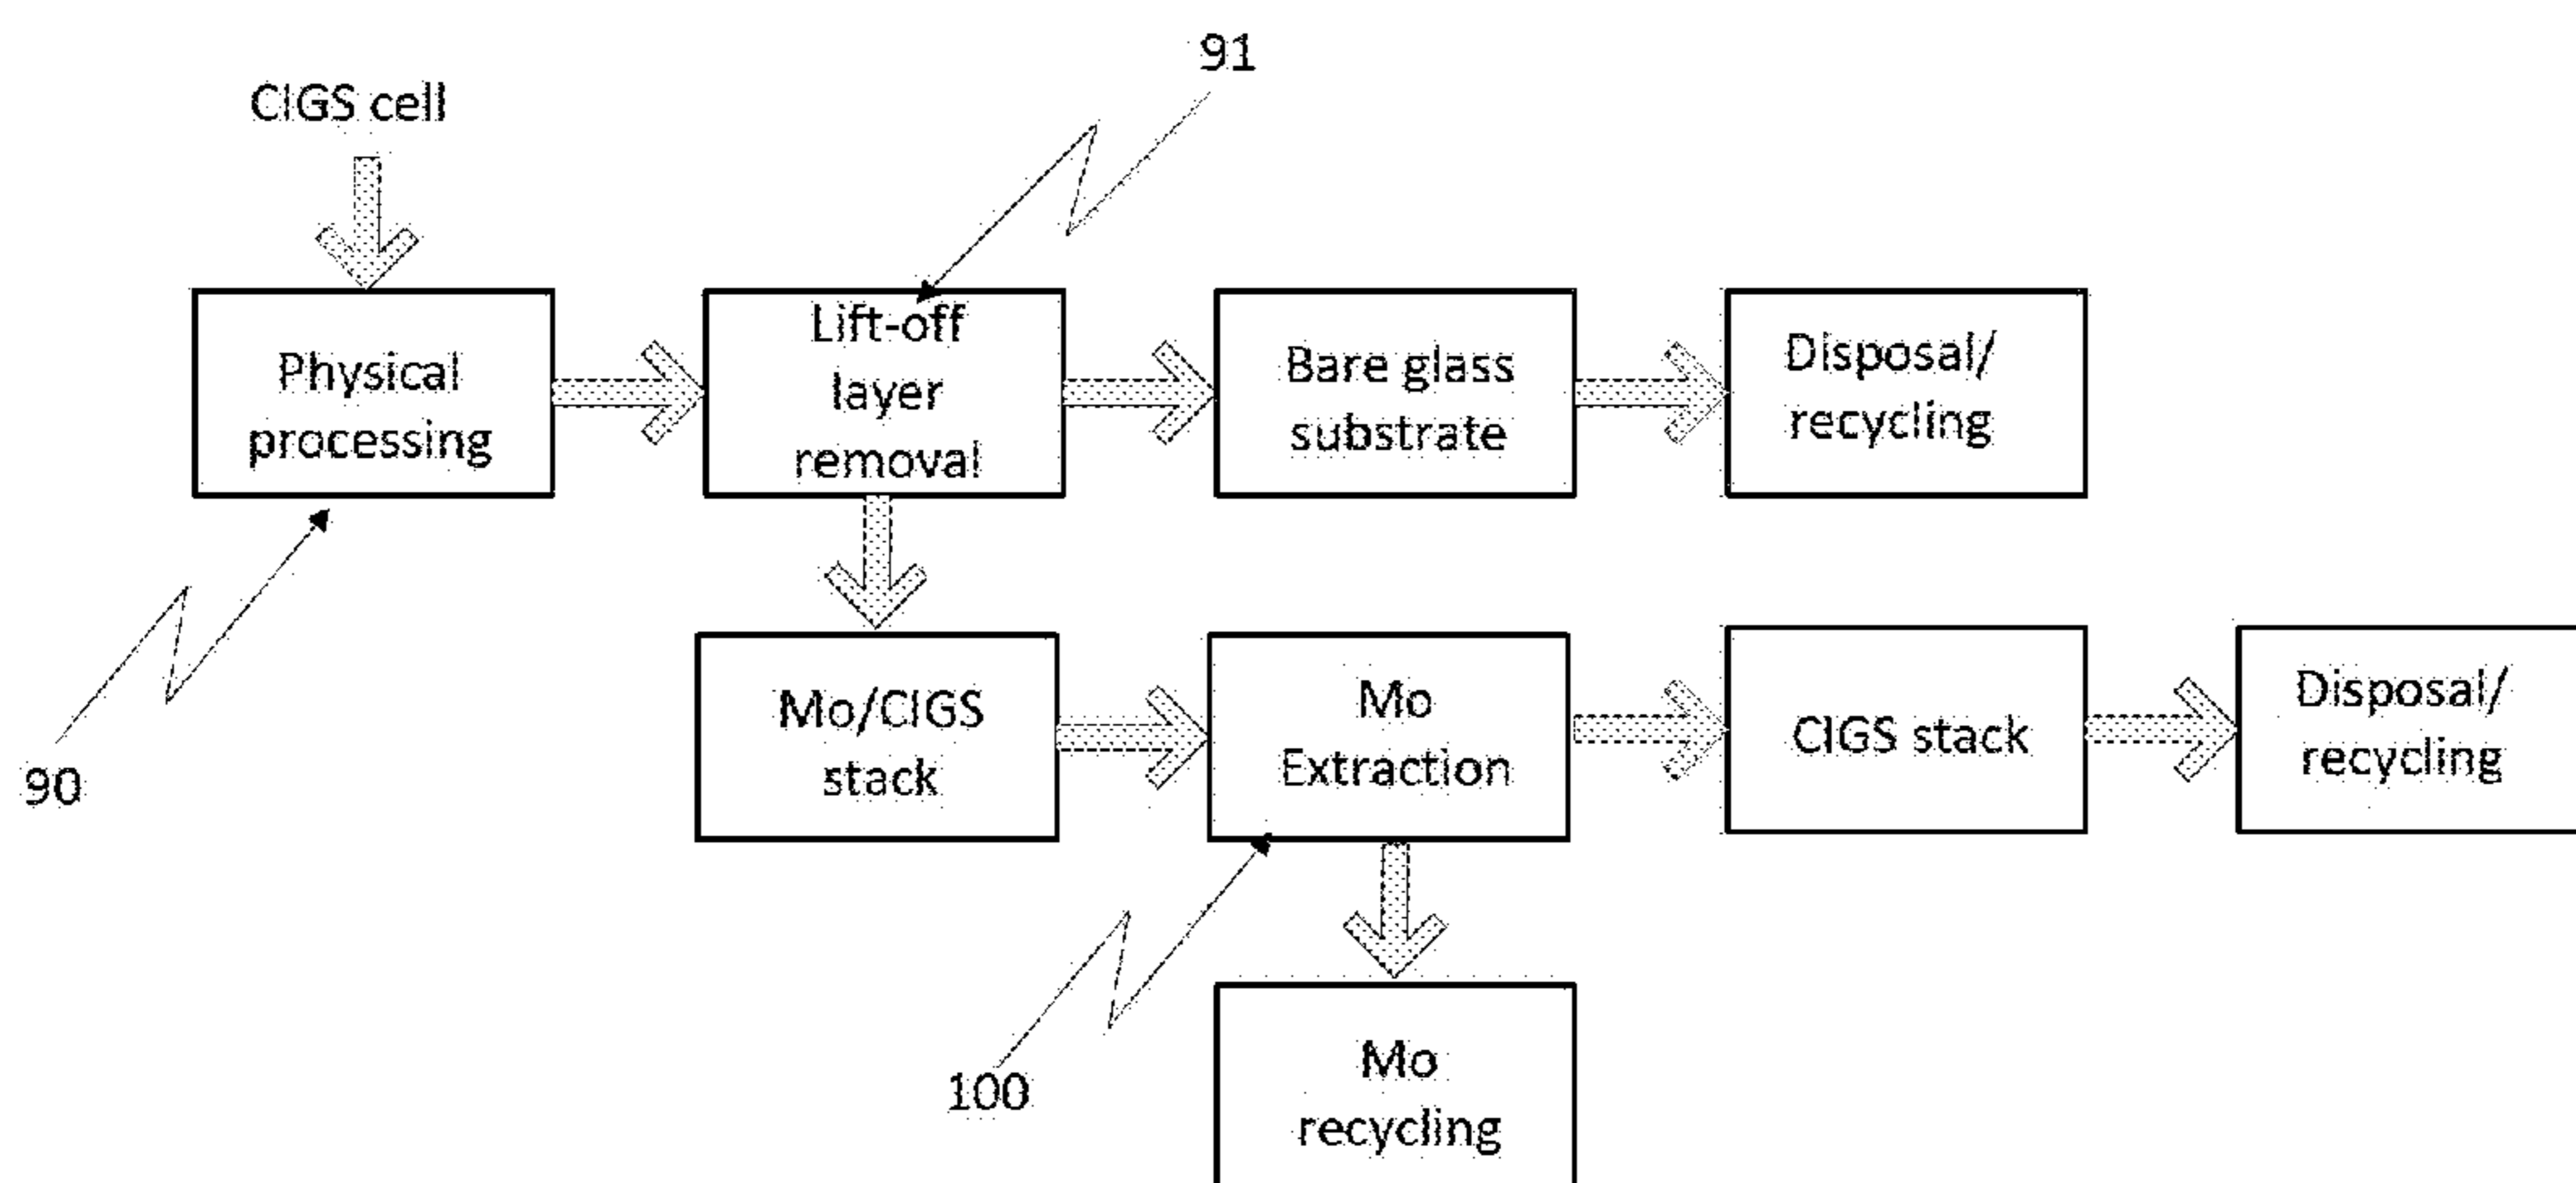 91
CIGS cell
Physical
processing
Lift-off
layer
removal
Bare glass
substrate
Disposal/
recycling
90
Mo/CIGS
stack
Mo
Extraction
CIGS stack
Disposal/
recycling
100
Mo
recycling